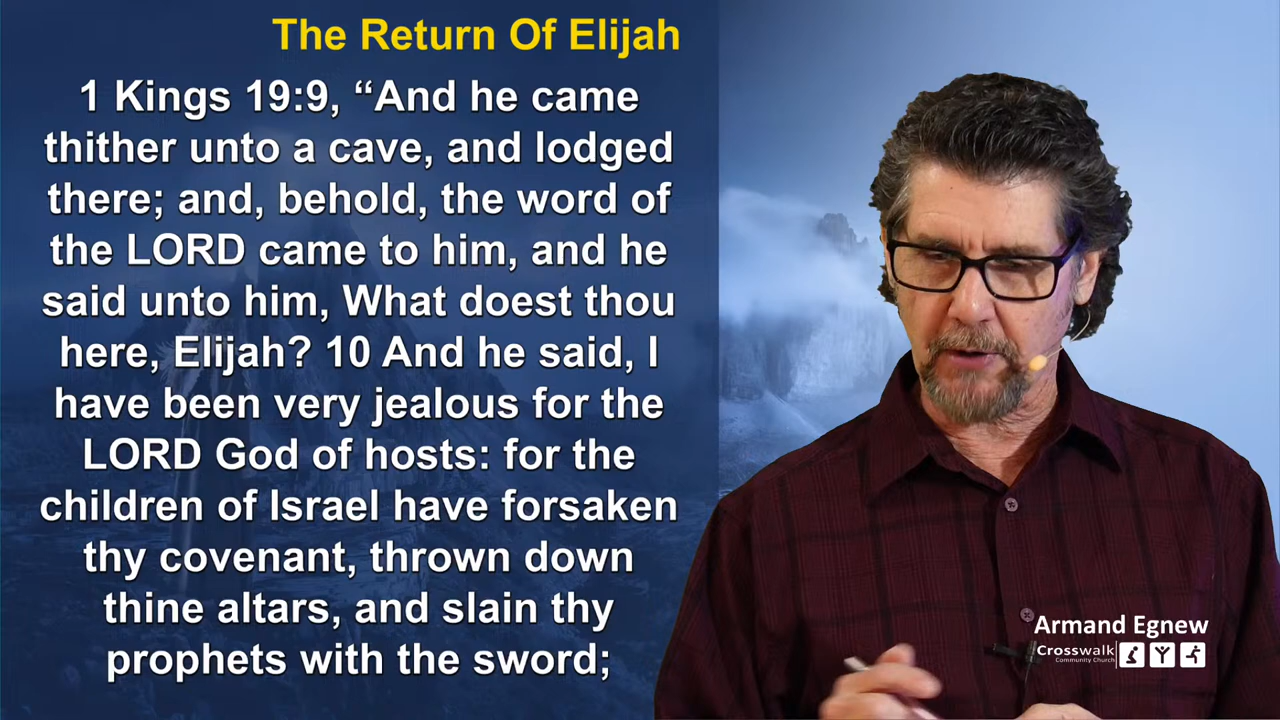 The Return Of Elijah
1 Kings 19:9, “And he came
thither unto a cave, and lodged
there; and, behold, the word of
the LORD came to him, and he
said unto him, What doest thou
here, Elijah? 10 And he said, I
have been very jealous for the
LORD God of hosts: for the
children of Israel have forsaken
thy covenant, thrown down
thine altars, and slain thy
prophets with the sword;
Armand Egnew
Crosswalk
Community Church